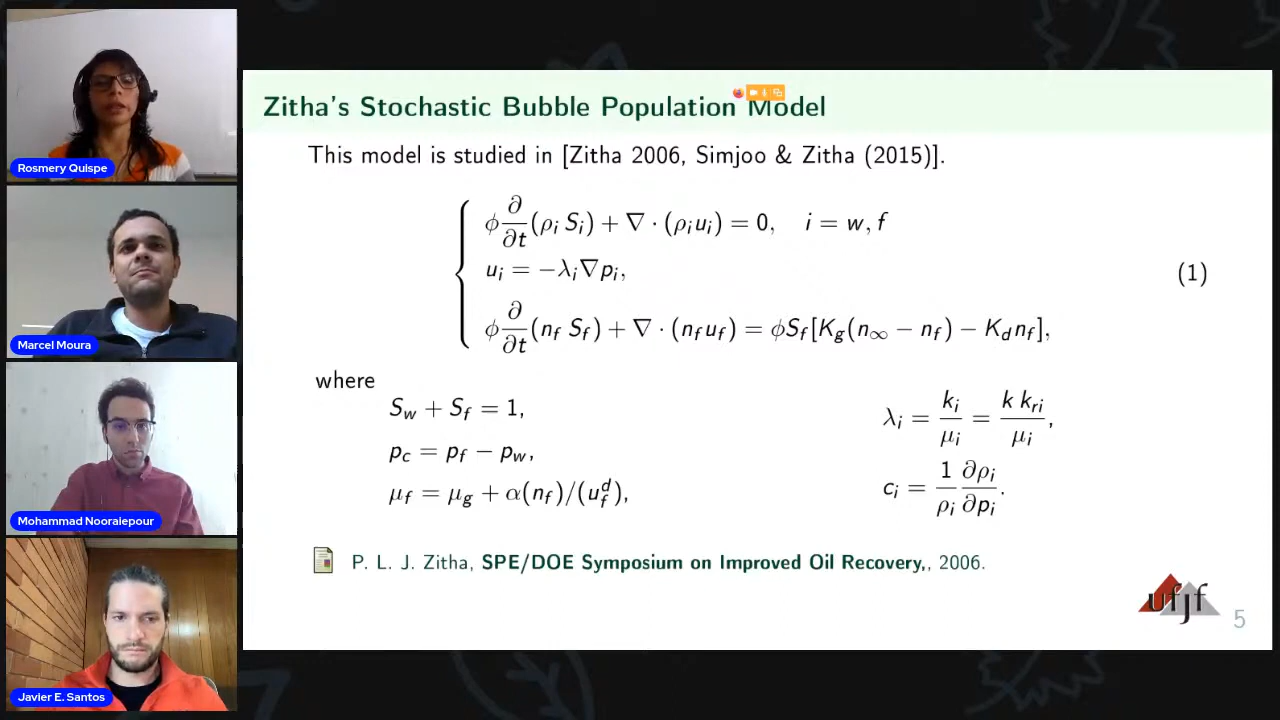 Rosmery Quispe
Marcel Moura
Mohammad Nooraiepour
Javier E. Santos
Zitha's Stochastic Bubble Population Model
This model is studied in [Zitha 2006, Simjoo & Zitha (2015)].
ϕ ∂/∂t (ρ_i S_i) + ∇ · (ρ_i u_i) = 0, i = w, f
u_i = −λ_i ∇p_i,
(1)
ϕ ∂/∂t (n_f S_f) + ∇ · (n_f u_f) = ϕS_f [K_g (n_∞ − n_f) − K_d n_f],
where
S_w + S_f = 1,
p_c = p_f − p_w,
μ_f = μ_g + α(n_f)/(u_f^d),
λ_i = k_i/μ_i = k k_ri/μ_i,
c_i = 1/ρ_i ∂ρ_i/∂p_i.
P. L. J. Zitha, SPE/DOE Symposium on Improved Oil Recovery,, 2006.
ufjf
5